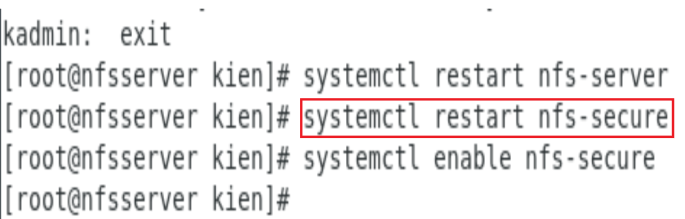 kadmin:  exit
[root@nfsserver kien]# systemctl restart nfs-server
[root@nfsserver kien]# systemctl restart nfs-secure
[root@nfsserver kien]# systemctl enable nfs-secure
[root@nfsserver kien]#